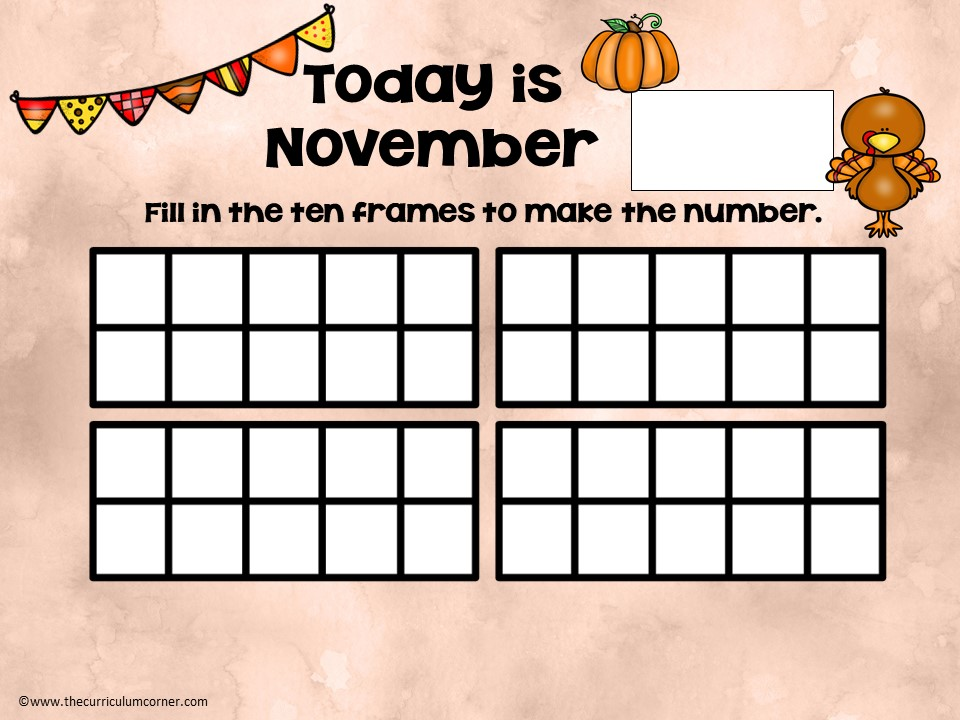 Today is
November
Fill in the ten frames to make the number.
©www.thecurriculumcorner.com